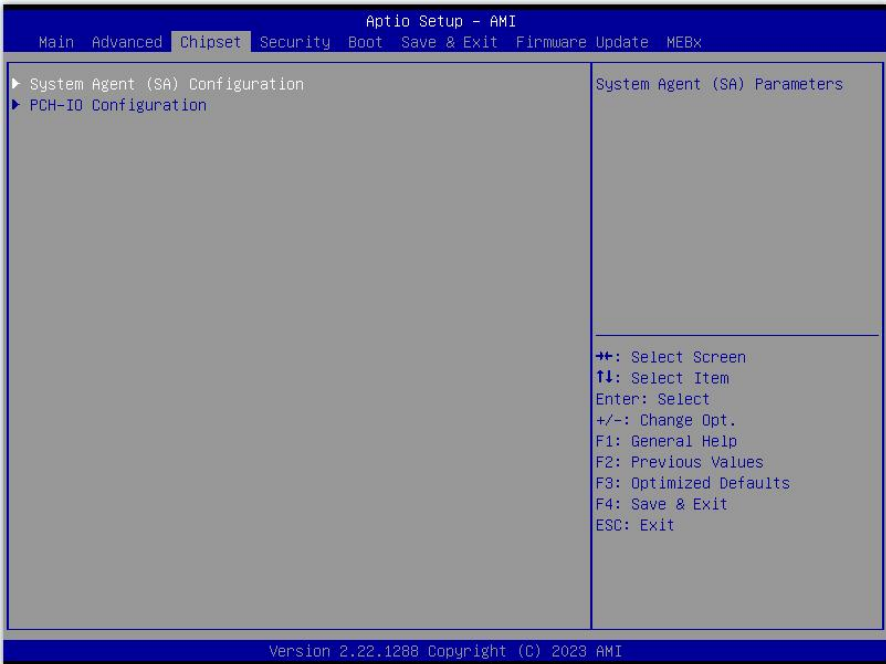 Aptio Setup – AMI
Main Advanced Chipset Security Boot Save & Exit Firmware Update MEBx
▶ System Agent (SA) Configuration
▶ PCH-IO Configuration
System Agent (SA) Parameters
→←: Select Screen
↑↓: Select Item
Enter: Select
+/-: Change Opt.
F1: General Help
F2: Previous Values
F3: Optimized Defaults
F4: Save & Exit
ESC: Exit
Version 2.22.1288 Copyright (C) 2023 AMI